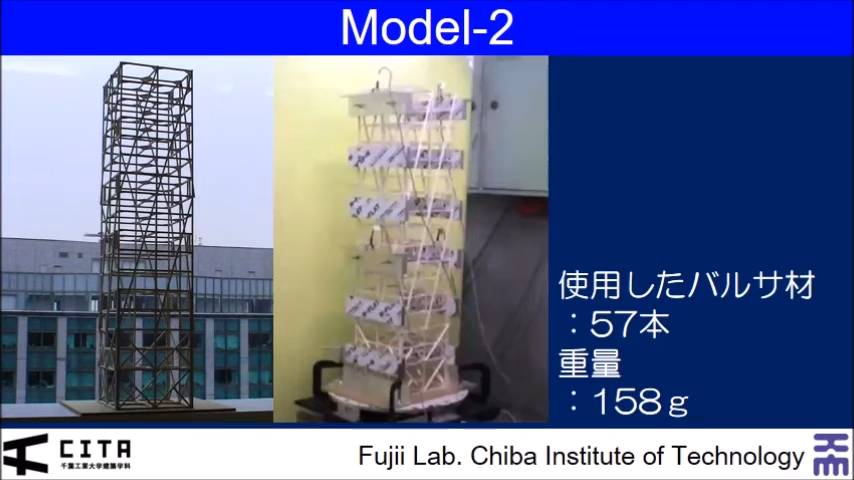 Model-2
使用したバルサ材
：57本
重量
：158ｇ
CITA
千葉工業大学建築学科
Fujii Lab. Chiba Institute of Technology